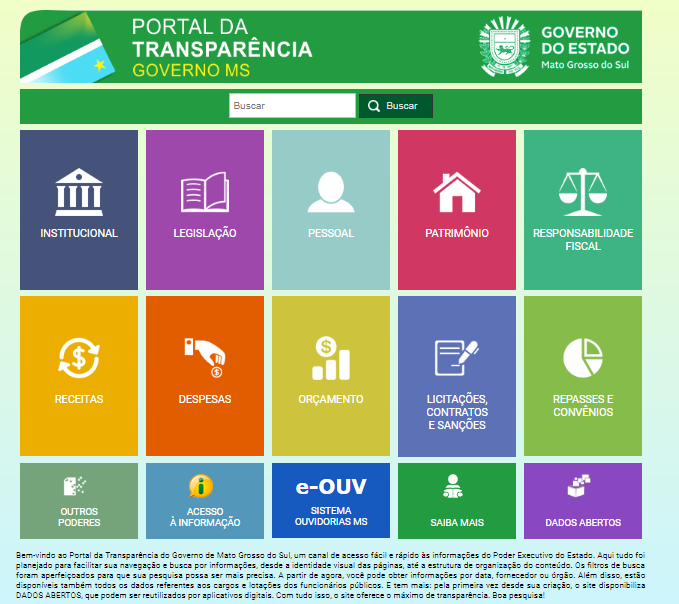 PORTAL DA
TRANSPARÊNCIA
GOVERNO MS
GOVERNO
DO ESTADO
Mato Grosso do Sul
Buscar
Buscar
INSTITUCIONAL
LEGISLAÇÃO
PESSOAL
PATRIMÔNIO
RESPONSABILIDADE
FISCAL
RECEITAS
DESPESAS
ORÇAMENTO
LICITAÇÕES,
CONTRATOS
E SANÇÕES
REPASSES E
CONVÊNIOS
OUTROS
PODERES
ACESSO
À INFORMAÇÃO
e-OUV
SISTEMA
OUVIDORIAS MS
SAIBA MAIS
DADOS ABERTOS
Bem-vindo ao Portal da Transparência do Governo de Mato Grosso do Sul, um canal de acesso fácil e rápido às informações do Poder Executivo do Estado. Aqui tudo foi
planejado para facilitar sua navegação e busca por informações, desde a identidade visual das páginas, até a estrutura de organização do conteúdo. Os filtros de busca
foram aperfeiçoados para que sua pesquisa possa ser mais precisa. A partir de agora, você pode obter informações por data, fornecedor ou órgão. Além disso, estão
disponíveis também todos os dados referentes aos cargos e lotações dos funcionários públicos. E tem mais: pela primeira vez desde sua criação, o site disponibiliza
DADOS ABERTOS, que podem ser reutilizados por aplicativos digitais. Com tudo isso, o site oferece o máximo de transparência. Boa pesquisa!